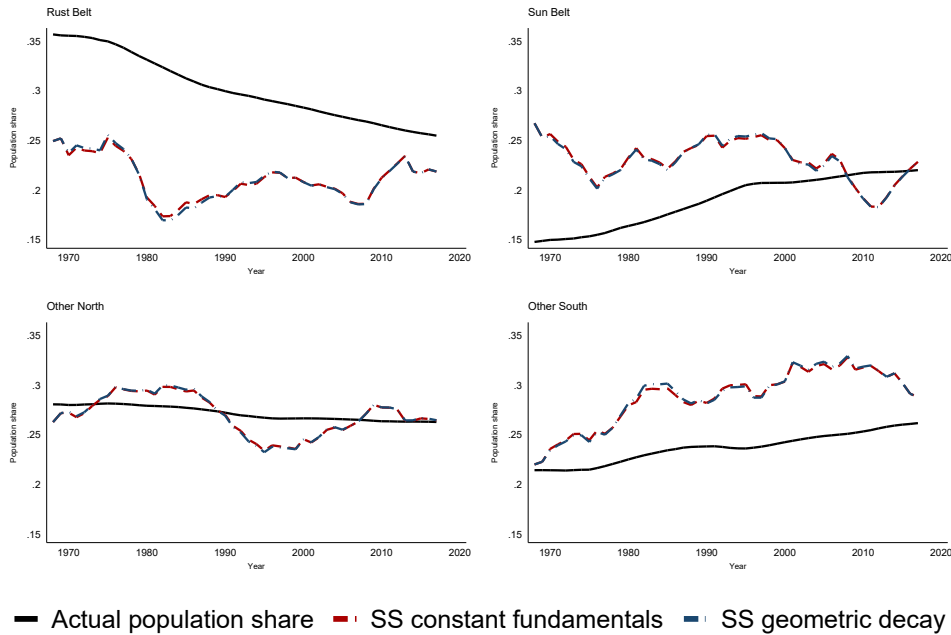 Rust Belt
.35
.3
.25
.2
.15
Population share
1970 1980 1990 2000 2010 2020
Year
Sun Belt
.35
.3
.25
.2
.15
Population share
1970 1980 1990 2000 2010 2020
Year
Other North
.35
.3
.25
.2
.15
Population share
1970 1980 1990 2000 2010 2020
Year
Other South
.35
.3
.25
.2
.15
Population share
1970 1980 1990 2000 2010 2020
Year
Actual population share SS constant fundamentals SS geometric decay